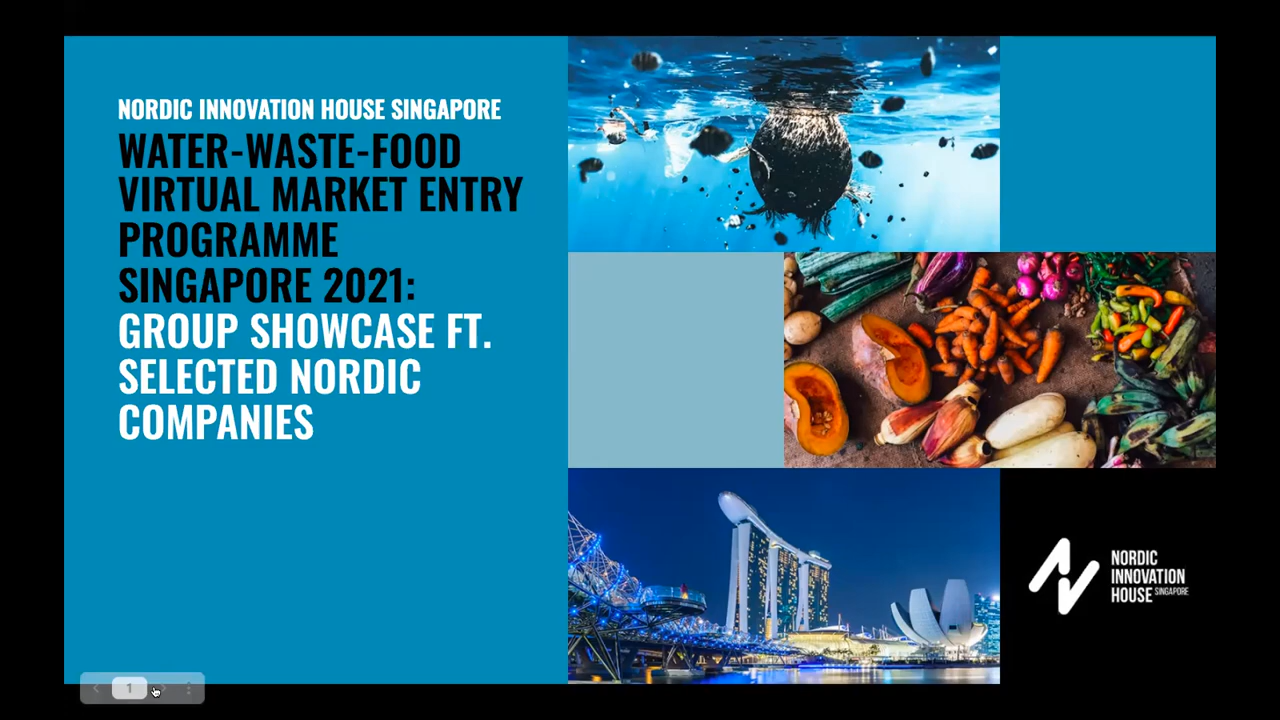 NORDIC INNOVATION HOUSE SINGAPORE
WATER-WASTE-FOOD
VIRTUAL MARKET ENTRY
PROGRAMME
SINGAPORE 2021:
GROUP SHOWCASE FT.
SELECTED NORDIC
COMPANIES
NORDIC
INNOVATION
HOUSE SINGAPORE
1